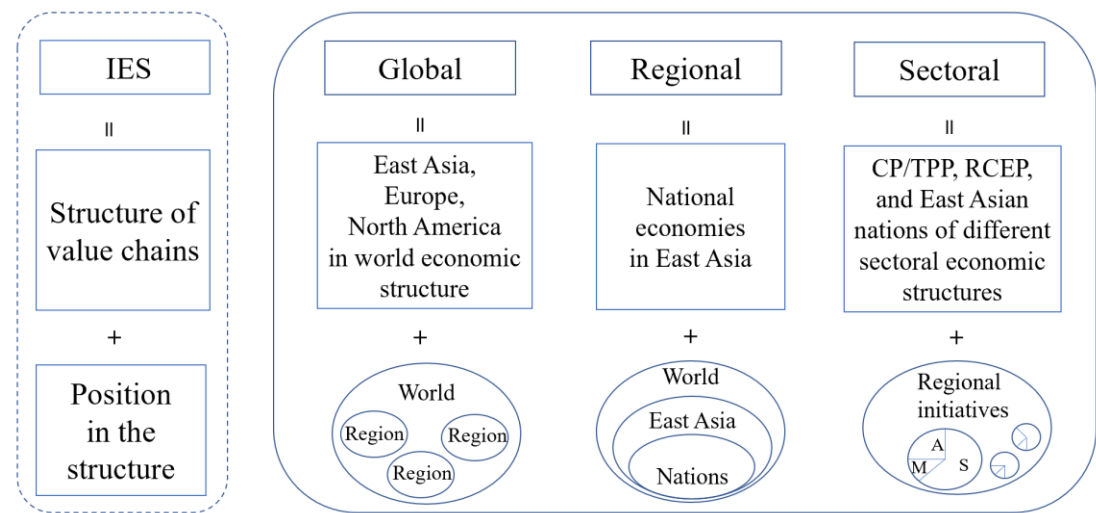 IES
=
Structure of
value chains
+
Position
in the
structure
Global
=
East Asia,
Europe,
North America
in world economic
structure
+
World
Region
Region
Region
Regional
=
National
economies
in East Asia
+
World
East Asia
Nations
Sectoral
=
CP/TPP, RCEP,
and East Asian
nations of different
sectoral economic
structures
+
Regional
initiatives
A
M
S